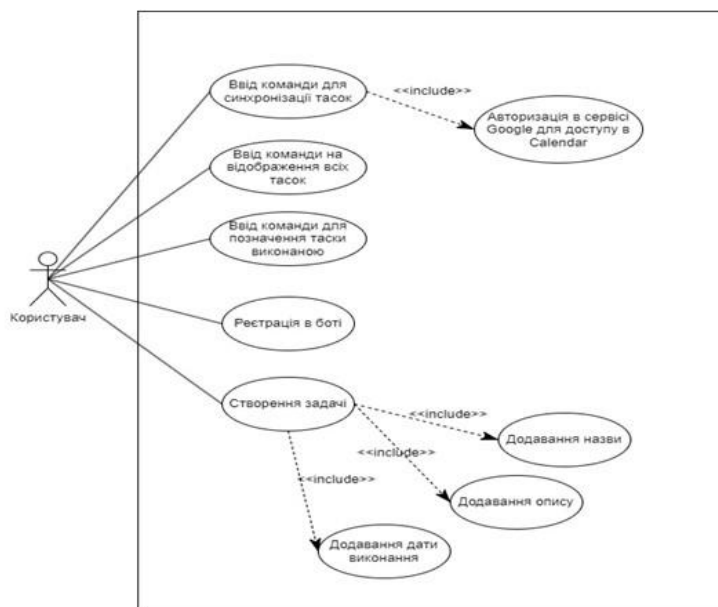 Ввід команди для
синхронізації тасок
<<include>>
Авторизація в сервісі
Google для доступу в
Calendar
Ввід команди на
відображення всіх
тасок
Ввід команди для
позначення таски
виконаною
Користувач
Реєстрація в боті
Створення задачі
<<include>>
Додавання назви
<<include>>
Додавання опису
<<include>>
Додавання дати
виконання